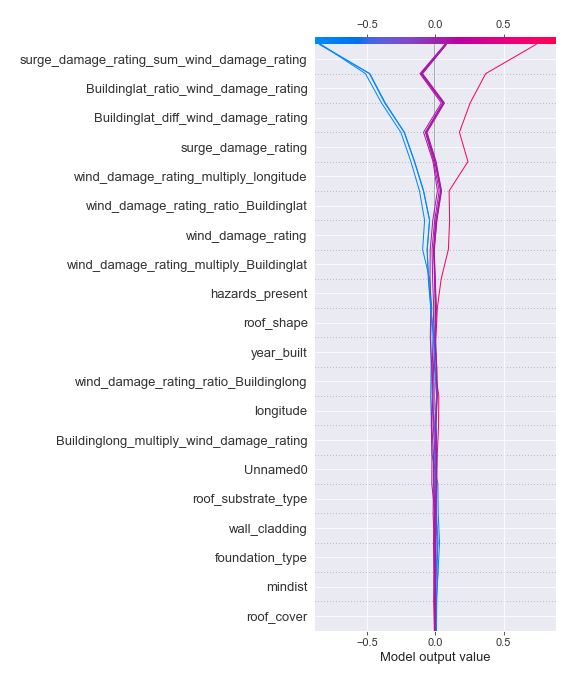 −0.5 0.0 0.5
surge_damage_rating_sum_wind_damage_rating
Buildinglat_ratio_wind_damage_rating
Buildinglat_diff_wind_damage_rating
surge_damage_rating
wind_damage_rating_multiply_longitude
wind_damage_rating_ratio_Buildinglat
wind_damage_rating
wind_damage_rating_multiply_Buildinglat
hazards_present
roof_shape
year_built
wind_damage_rating_ratio_Buildinglong
longitude
Buildinglong_multiply_wind_damage_rating
Unnamed0
roof_substrate_type
wall_cladding
foundation_type
mindist
roof_cover
−0.5 0.0 0.5
Model output value